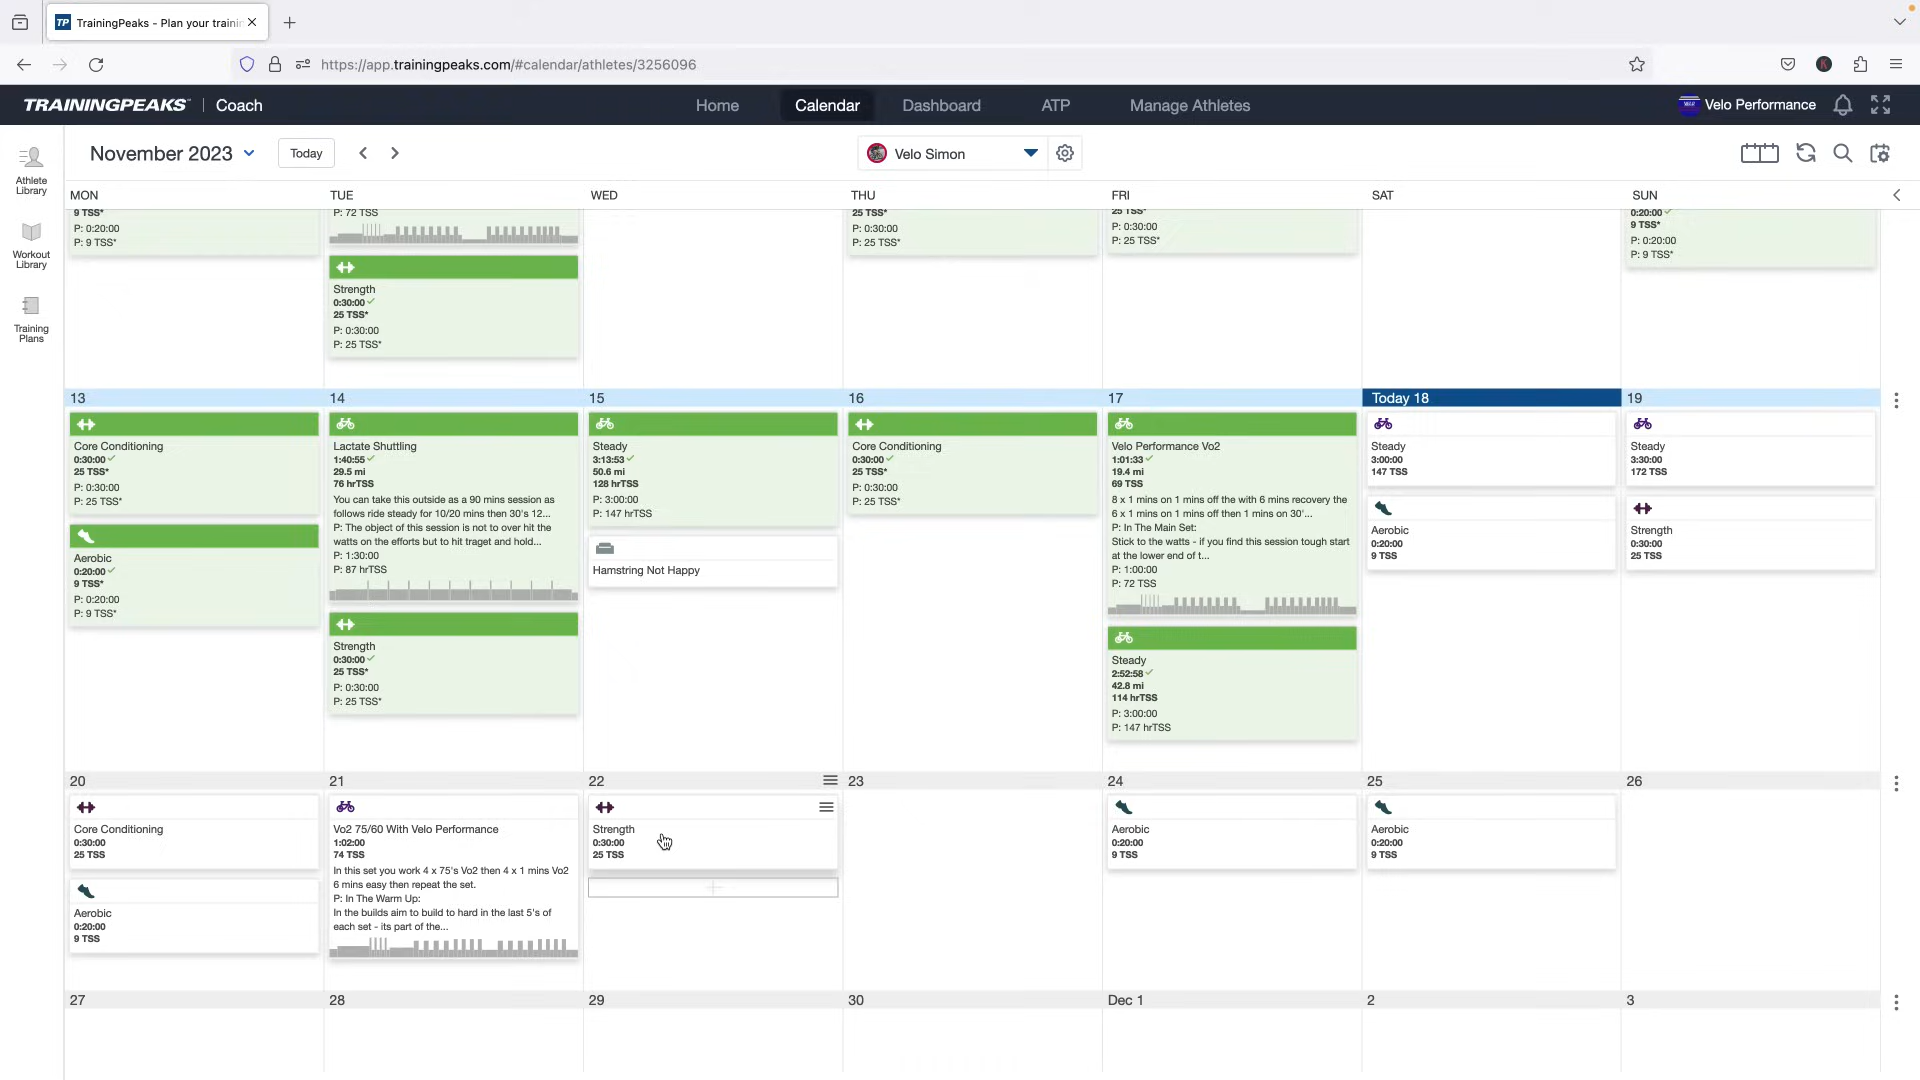 TP TrainingPeaks - Plan your trainin
https://app.trainingpeaks.com/#calendar/athletes/3256096
TRAININGPEAKS Coach
Home
Calendar
Dashboard
ATP
Manage Athletes
Velo Performance
Athlete
Library
Workout
Library
Training
Plans
November 2023
Today
Velo Simon
MON
TUE
WED
THU
FRI
SAT
SUN
9 TSS*
P: 0:20:00
P: 9 TSS*
P: 72 TSS
Strength
0:30:00
25 TSS*
P: 0:30:00
P: 25 TSS*
25 TSS*
P: 0:30:00
P: 25 TSS*
25 TSS*
P: 0:30:00
P: 25 TSS*
0:20:00
9 TSS*
P: 0:20:00
P: 9 TSS*
13
Core Conditioning
0:30:00
25 TSS*
P: 0:30:00
P: 25 TSS*
Aerobic
0:20:00
9 TSS*
P: 0:20:00
P: 9 TSS*
14
Lactate Shuttling
1:40:55
29.5 mi
76 hrTSS
You can take this outside as a 90 mins session as
follows ride steady for 10/20 mins then 30's 12...
P: The object of this session is not to over hit the
watts on the efforts but to hit traget and hold...
P: 1:30:00
P: 87 hrTSS
Strength
0:30:00
25 TSS*
P: 0:30:00
P: 25 TSS*
15
Steady
3:13:53
50.6 mi
128 hrTSS
P: 3:00:00
P: 147 hrTSS
Hamstring Not Happy
16
Core Conditioning
0:30:00
25 TSS*
P: 0:30:00
P: 25 TSS*
17
Velo Performance Vo2
1:01:33
19.4 mi
69 TSS
8 x 1 mins on 1 mins off the with 6 mins recovery the
6 x 1 mins on 1 mins off then 1 mins on 30'...
P: In The Main Set:
Stick to the watts - if you find this session tough start
at the lower end of t...
P: 1:00:00
P: 72 TSS
Steady
2:52:58
42.8 mi
114 hrTSS
P: 3:00:00
P: 147 hrTSS
Today 18
Steady
3:00:00
147 TSS
Aerobic
0:20:00
9 TSS
19
Steady
3:30:00
172 TSS
Strength
0:30:00
25 TSS
20
Core Conditioning
0:30:00
25 TSS
Aerobic
0:20:00
9 TSS
21
Vo2 75/60 With Velo Performance
1:02:00
74 TSS
In this set you work 4 x 75's Vo2 then 4 x 1 mins Vo2
6 mins easy then repeat the set.
P: In The Warm Up:
In the builds aim to build to hard in the last 5's of
each set - its part of the...
22
Strength
0:30:00
25 TSS
23
24
Aerobic
0:20:00
9 TSS
25
Aerobic
0:20:00
9 TSS
26
27
28
29
30
Dec 1
2
3